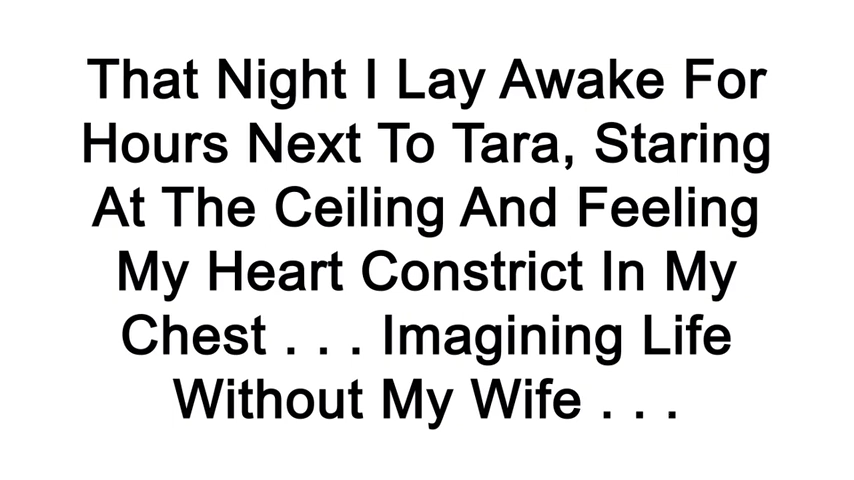 That Night I Lay Awake For
Hours Next To Tara, Staring
At The Ceiling And Feeling
My Heart Constrict In My
Chest . . . Imagining Life
Without My Wife . . .